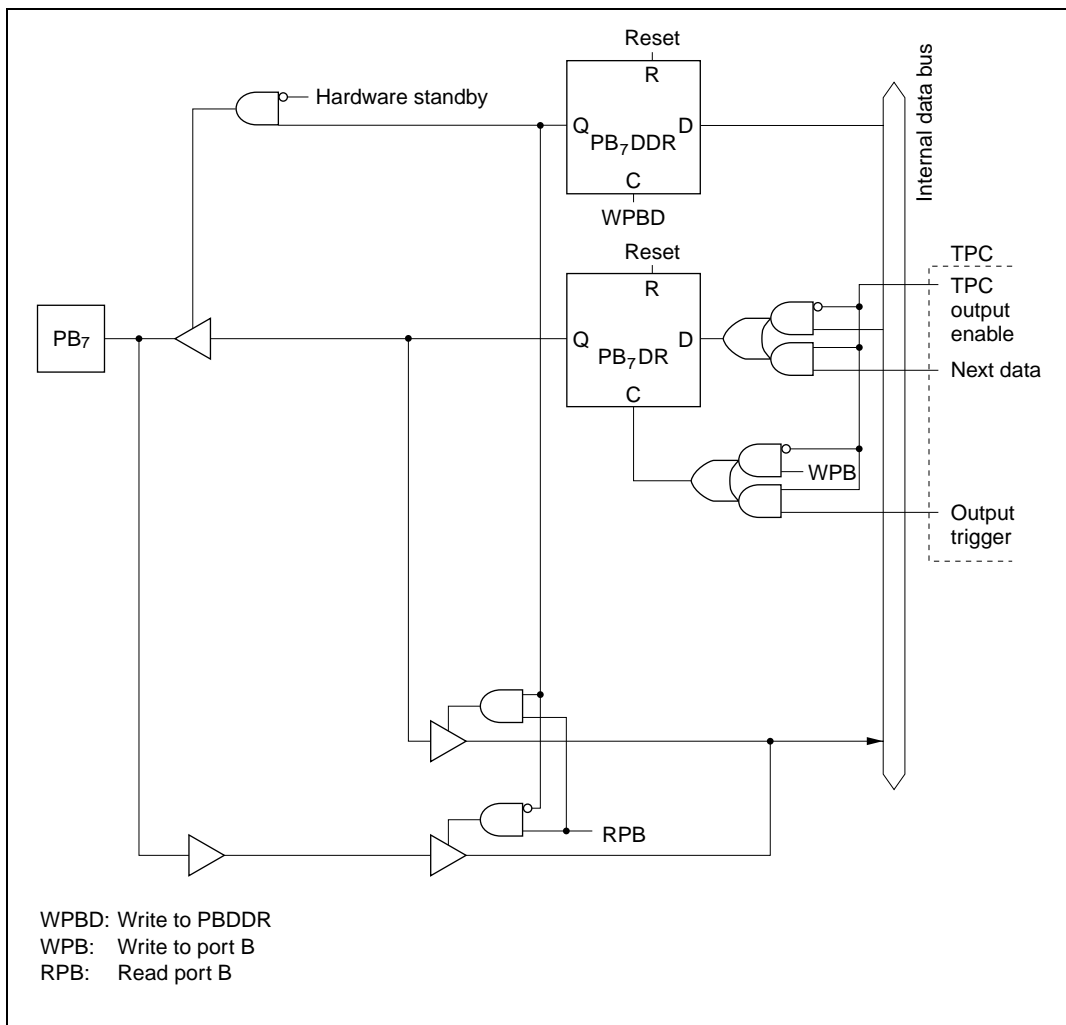 Reset
R
Hardware standby
Q
PB7DDR
D
C
WPBD
Internal data bus
Reset
R
TPC
TPC
output
enable
PB7
Q
PB7DR
D
Next data
C
WPB
Output
trigger
RPB
WPBD: Write to PBDDR
WPB: Write to port B
RPB: Read port B